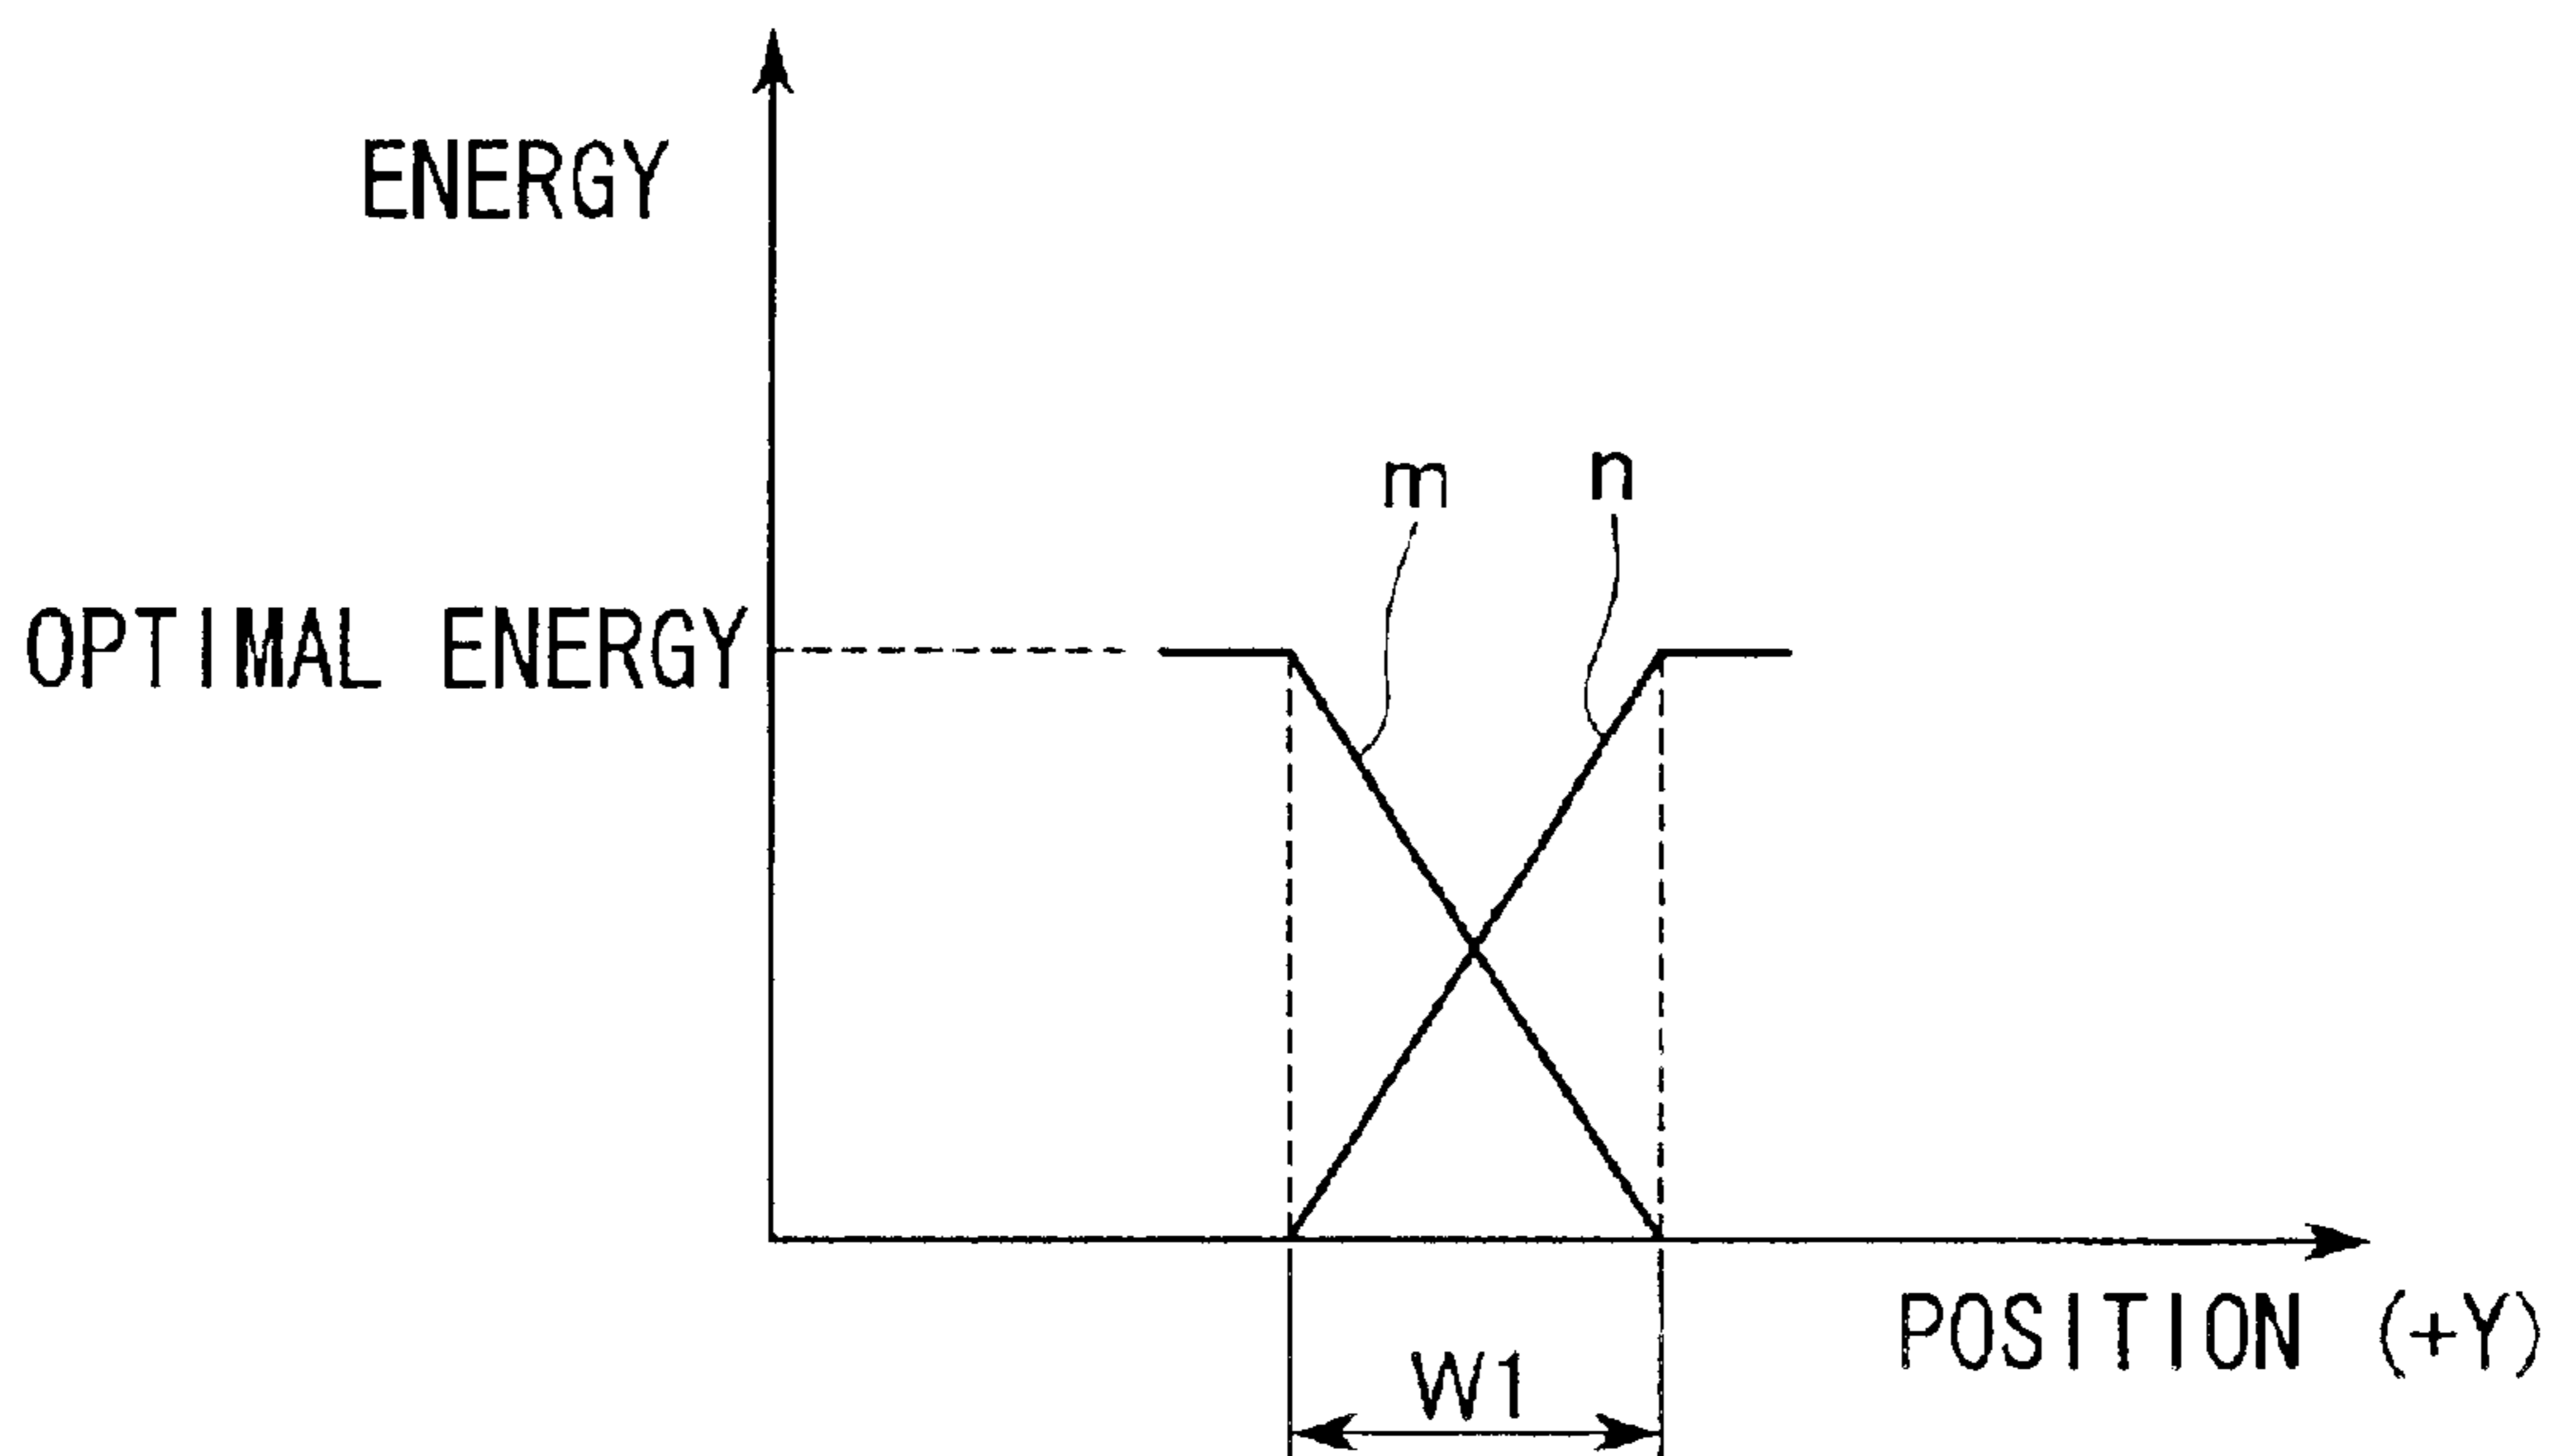 ENERGY
m
n
OPTIMAL ENERGY
POSITION (+Y)
W1